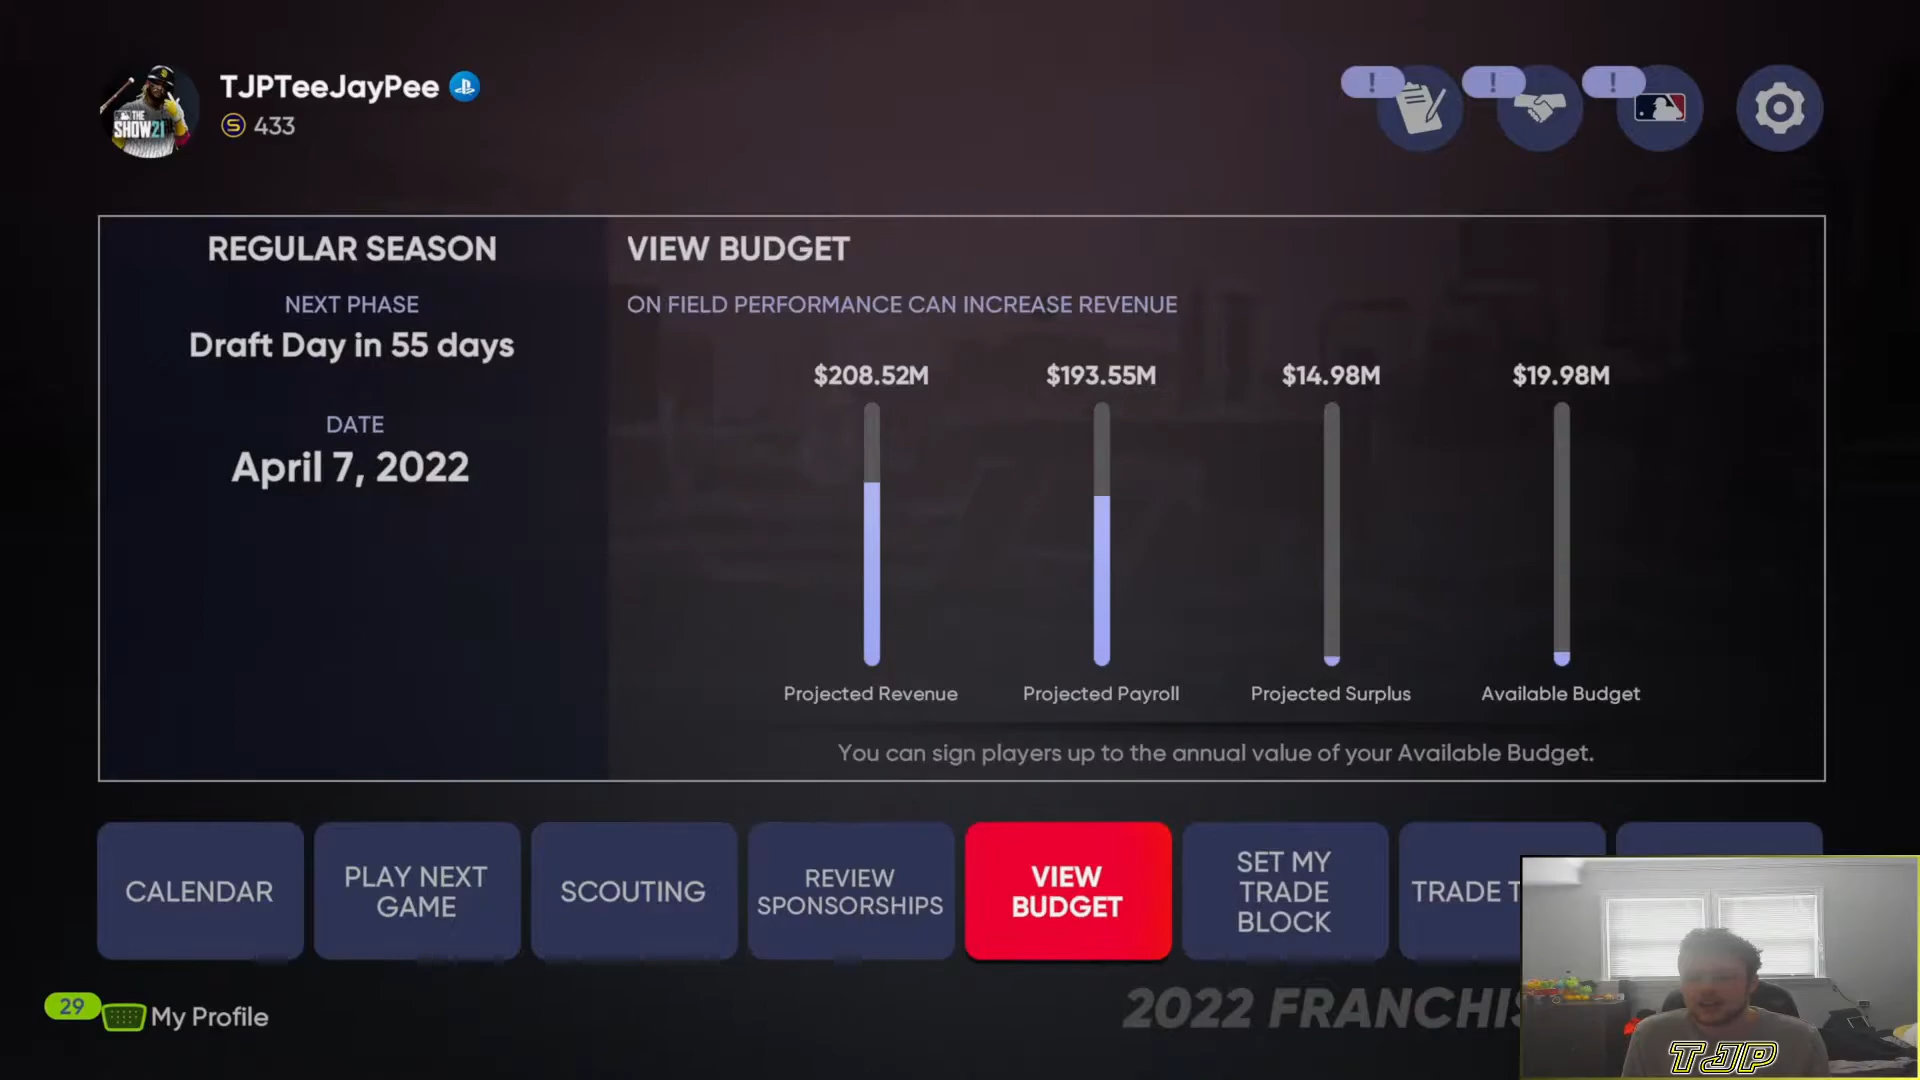 TJPTeeJayPee
433
THE
SHOW21
!
!
!
REGULAR SEASON
NEXT PHASE
Draft Day in 55 days
DATE
April 7, 2022
VIEW BUDGET
ON FIELD PERFORMANCE CAN INCREASE REVENUE
$208.52M
$193.55M
$14.98M
$19.98M
Projected Revenue
Projected Payroll
Projected Surplus
Available Budget
You can sign players up to the annual value of your Available Budget.
CALENDAR
PLAY NEXT
GAME
SCOUTING
REVIEW
SPONSORSHIPS
VIEW
BUDGET
SET MY
TRADE
BLOCK
TRADE
29
My Profile
2022
TJP